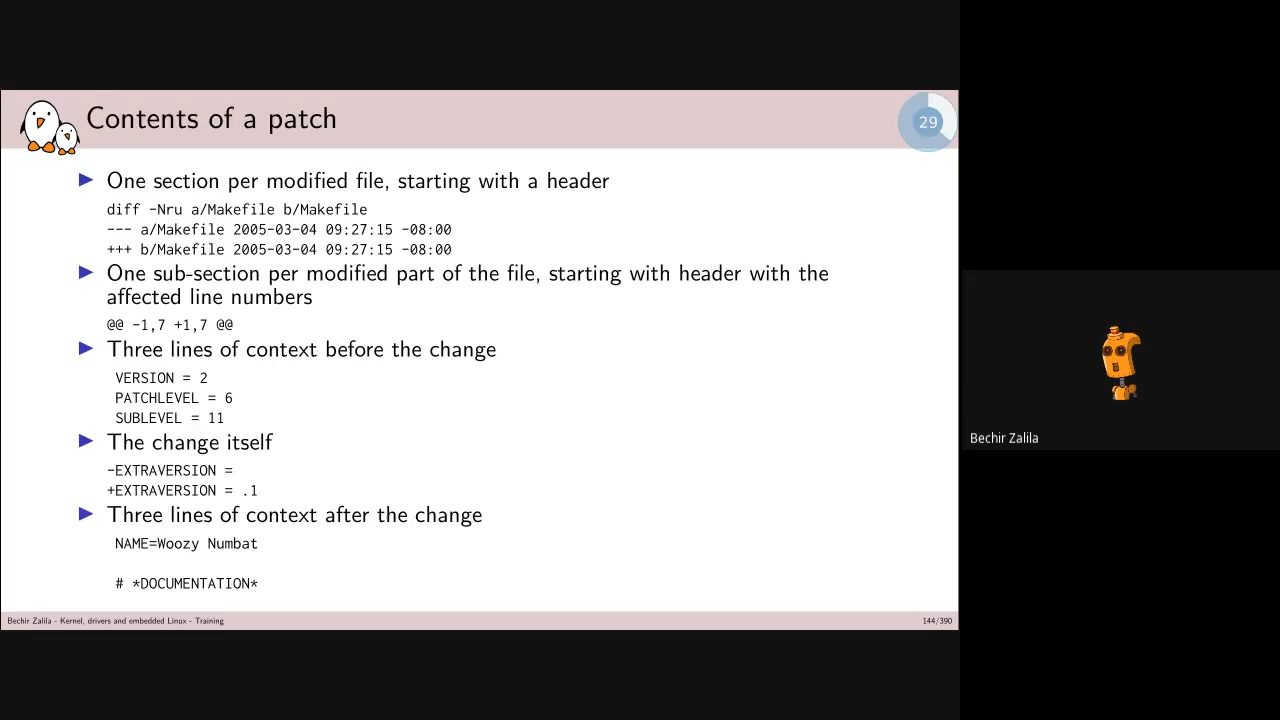 Contents of a patch
29
▶ One section per modified file, starting with a header
diff -Nru a/Makefile b/Makefile
--- a/Makefile 2005-03-04 09:27:15 -08:00
+++ b/Makefile 2005-03-04 09:27:15 -08:00
▶ One sub-section per modified part of the file, starting with header with the
affected line numbers
@@ -1,7 +1,7 @@
▶ Three lines of context before the change
VERSION = 2
PATCHLEVEL = 6
SUBLEVEL = 11
▶ The change itself
-EXTRAVERSION =
+EXTRAVERSION = .1
▶ Three lines of context after the change
NAME=Woozy Numbat
# *DOCUMENTATION*
Bechir Zalila - Kernel, drivers and embedded Linux - Training
144/390
Bechir Zalila